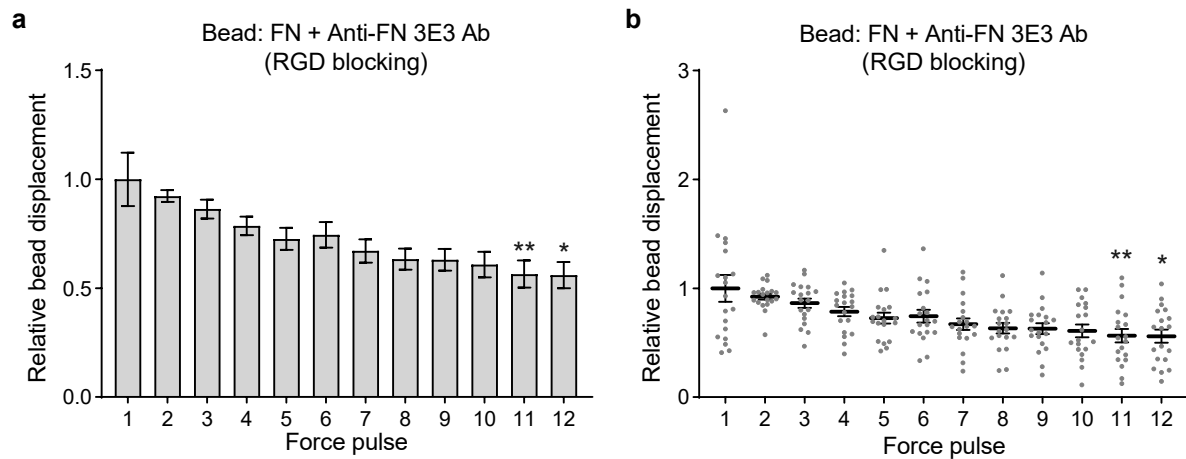 a
Bead: FN + Anti-FN 3E3 Ab
(RGD blocking)
Relative bead displacement
1.5
1.0
0.5
0.0
** *
1 2 3 4 5 6 7 8 9 10 11 12
Force pulse
b
Bead: FN + Anti-FN 3E3 Ab
(RGD blocking)
Relative bead displacement
3
2
1
0
** *
1 2 3 4 5 6 7 8 9 10 11 12
Force pulse